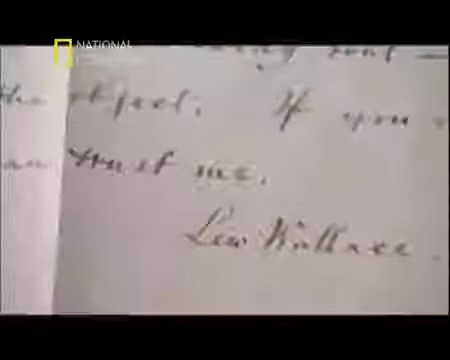 NATIONAL
the object. If you
trust me.
Lew Wallace.